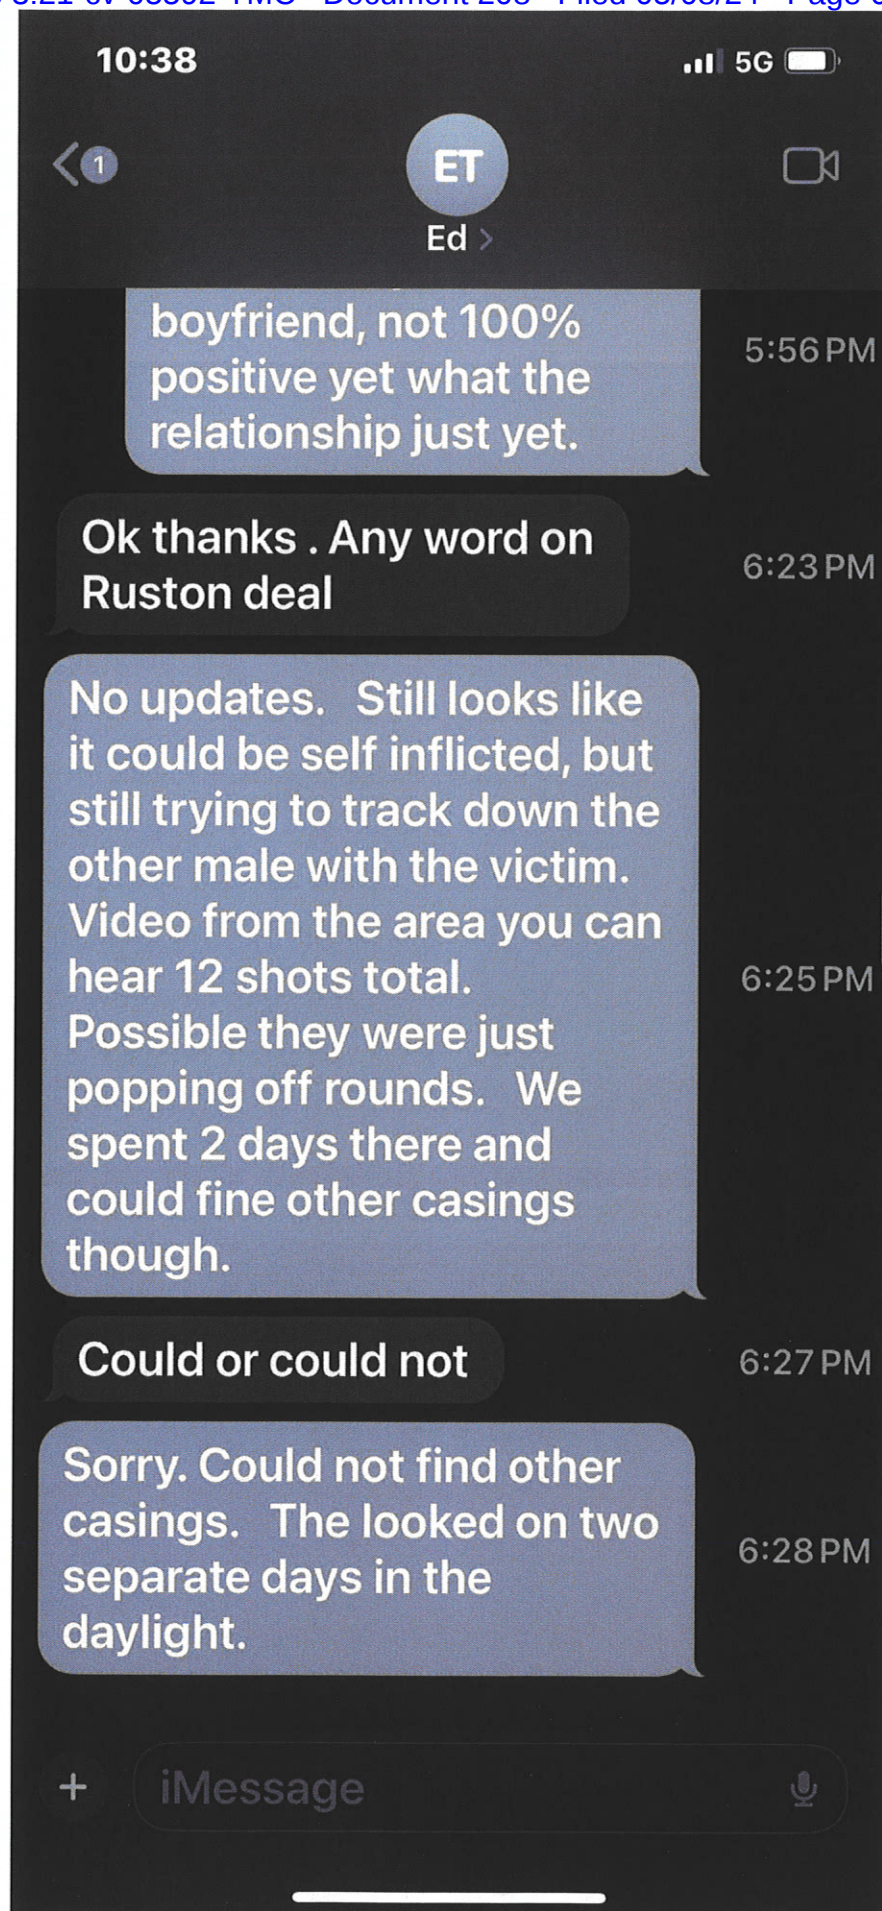 10:38 5G
1
ET
Ed >
boyfriend, not 100%
positive yet what the
relationship just yet.
5:56 PM
Ok thanks . Any word on
Ruston deal
6:23 PM
No updates. Still looks like
it could be self inflicted, but
still trying to track down the
other male with the victim.
Video from the area you can
hear 12 shots total.
Possible they were just
popping off rounds. We
spent 2 days there and
could fine other casings
though.
6:25 PM
Could or could not
6:27 PM
Sorry. Could not find other
casings. The looked on two
separate days in the
daylight.
6:28 PM
+ iMessage